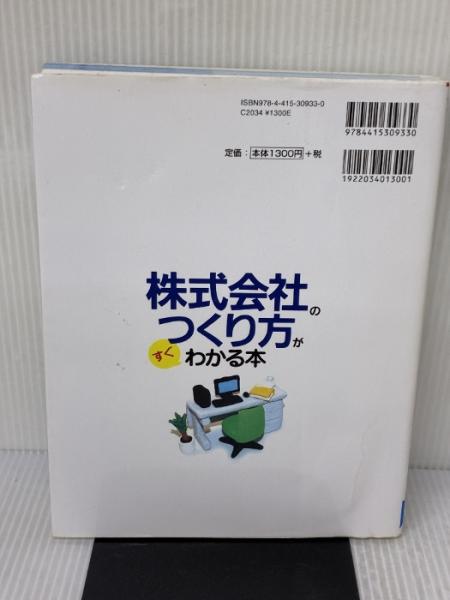 ISBN978-4-415-30933-0
C2034 ¥1300E
定価：本体1300円＋税
9784415309330
1922034013001
株式会社の
つくり方が
すぐわかる本